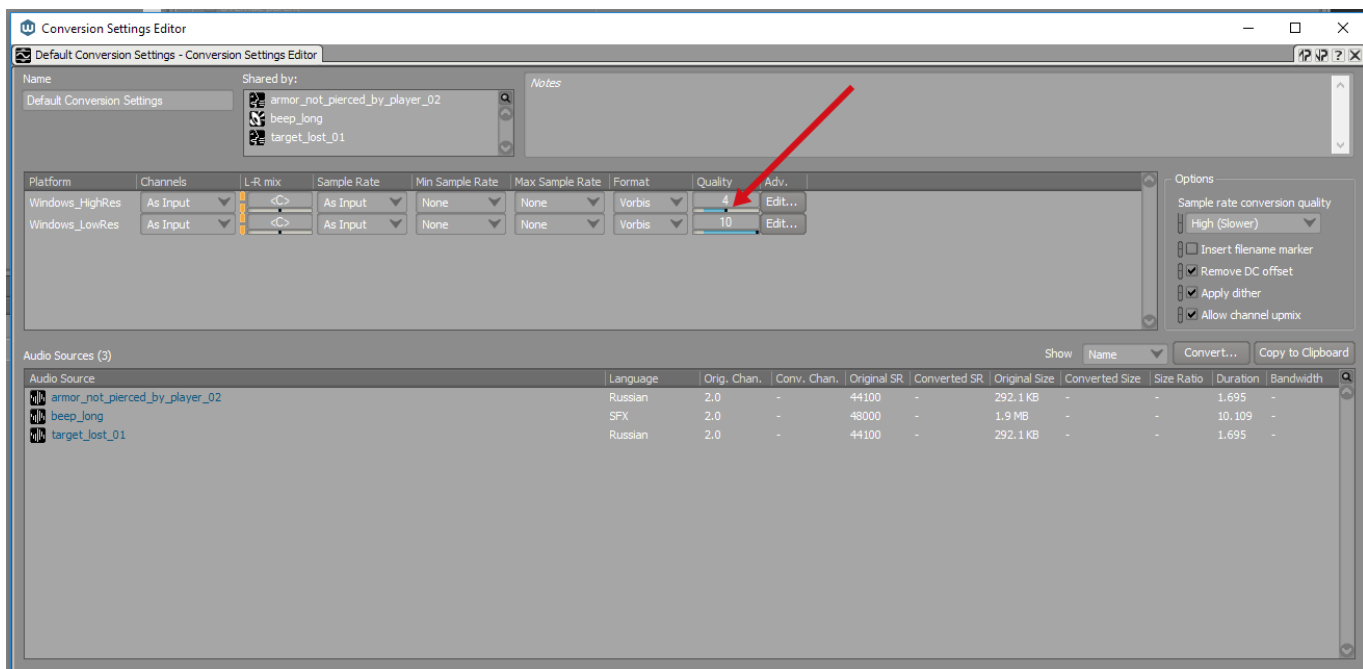 Conversion Settings Editor
Default Conversion Settings - Conversion Settings Editor
Name
Default Conversion Settings
Shared by:
armor_not_pierced_by_player_02
beep_long
target_lost_01
Notes
Platform Channels L-R mix Sample Rate Min Sample Rate Max Sample Rate Format Quality Adv.
Windows_HighRes As Input <C> As Input None None Vorbis 4 Edit...
Windows_LowRes As Input <C> As Input None None Vorbis 10 Edit...
Options
Sample rate conversion quality
High (Slower)
Insert filename marker
Remove DC offset
Apply dither
Allow channel upmix
Audio Sources (3) Show Name Convert... Copy to Clipboard
Audio Source Language Orig. Chan. Conv. Chan. Original SR Converted SR Original Size Converted Size Size Ratio Duration Bandwidth
armor_not_pierced_by_player_02 Russian 2.0 - 44100 - 292.1 KB - - 1.695 -
beep_long SFX 2.0 - 48000 - 1.9 MB - - 10.109 -
target_lost_01 Russian 2.0 - 44100 - 292.1 KB - - 1.695 -